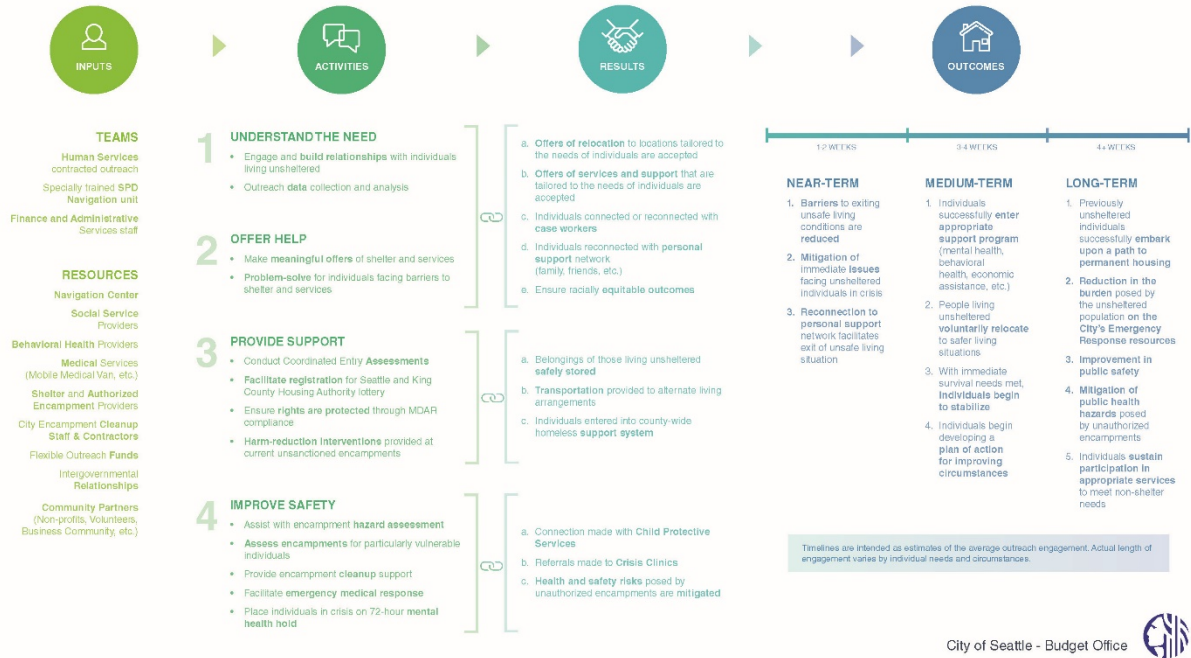 INPUTS
ACTIVITIES
RESULTS
OUTCOMES
TEAMS
Human Services
contracted outreach
Specially trained SPD
Navigation unit
Finance and Administrative
Services staff
RESOURCES
Navigation Center
Social Service
Providers
Behavioral Health Providers
Medical Services
(Mobile Medical Van, etc.)
Shelter and Authorized
Encampment Providers
City Encampment Cleanup
Staff & Contractors
Flexible Outreach Funds
Intergovernmental
Relationships
Community Partners
(Non-profits, Volunteers,
Business Community, etc.)
1 UNDERSTAND THE NEED
• Engage and build relationships with individuals
living unsheltered
• Outreach data collection and analysis
2 OFFER HELP
• Make meaningful offers of shelter and services
• Problem-solve for individuals facing barriers to
shelter and services
a. Offers of relocation to locations tailored to
the needs of individuals are accepted
b. Offers of services and support that are
tailored to the needs of individuals are
accepted
c. Individuals connected or reconnected with
case workers
d. Individuals reconnected with personal
support network
(family, friends, etc.)
e. Ensure racially equitable outcomes
3 PROVIDE SUPPORT
• Conduct Coordinated Entry Assessments
• Facilitate registration for Seattle and King
County Housing Authority lottery
• Ensure rights are protected through MDAR
compliance
• Harm-reduction interventions provided at
current unsanctioned encampments
a. Belongings of those living unsheltered
safely stored
b. Transportation provided to alternate living
arrangements
c. Individuals entered into county-wide
homeless support system
4 IMPROVE SAFETY
• Assist with encampment hazard assessment
• Assess encampments for particularly vulnerable
individuals
• Provide encampment cleanup support
• Facilitate emergency medical response
• Place individuals in crisis on 72-hour mental
health hold
a. Connection made with Child Protective
Services
b. Referrals made to Crisis Clinics
c. Health and safety risks posed by
unauthorized encampments are mitigated
1-2 WEEKS
3-4 WEEKS
4+ WEEKS
NEAR-TERM
1. Barriers to exiting
unsafe living
conditions are
reduced
2. Mitigation of
immediate issues
facing unsheltered
individuals in crisis
3. Reconnection to
personal support
network facilitates
exit of unsafe living
situation
MEDIUM-TERM
1. Individuals
successfully enter
appropriate
support program
(mental health,
behavioral
health, economic
assistance, etc.)
2. People living
unsheltered
voluntarily relocate
to safer living
situations
3. With immediate
survival needs met,
individuals begin
to stabilize
4. Individuals begin
developing a
plan of action
for improving
circumstances
LONG-TERM
1. Previously
unsheltered
individuals
successfully embark
upon a path to
permanent housing
2. Reduction in the
burden posed by
the unsheltered
population on the
City's Emergency
Response resources
3. Improvement in
public safety
4. Mitigation of
public health
hazards posed
by unauthorized
encampments
5. Individuals sustain
participation in
appropriate services
to meet non-shelter
needs
Timelines are intended as estimates of the average outreach engagement. Actual length of
engagement varies by individual needs and circumstances.
City of Seattle - Budget Office